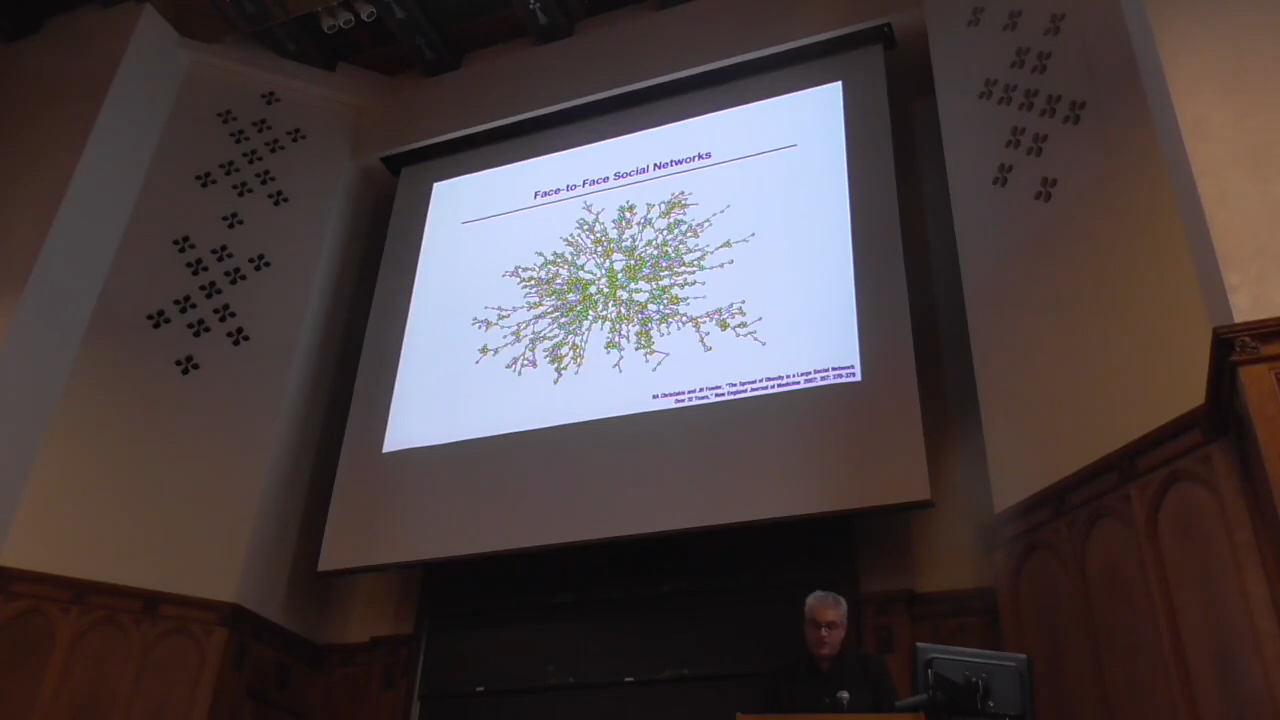 Face-to-Face Social Networks
NA Christakis and JH Fowler, "The Spread of Obesity in a Large Social Network
Over 32 Years," New England Journal of Medicine 2007; 357: 370-379